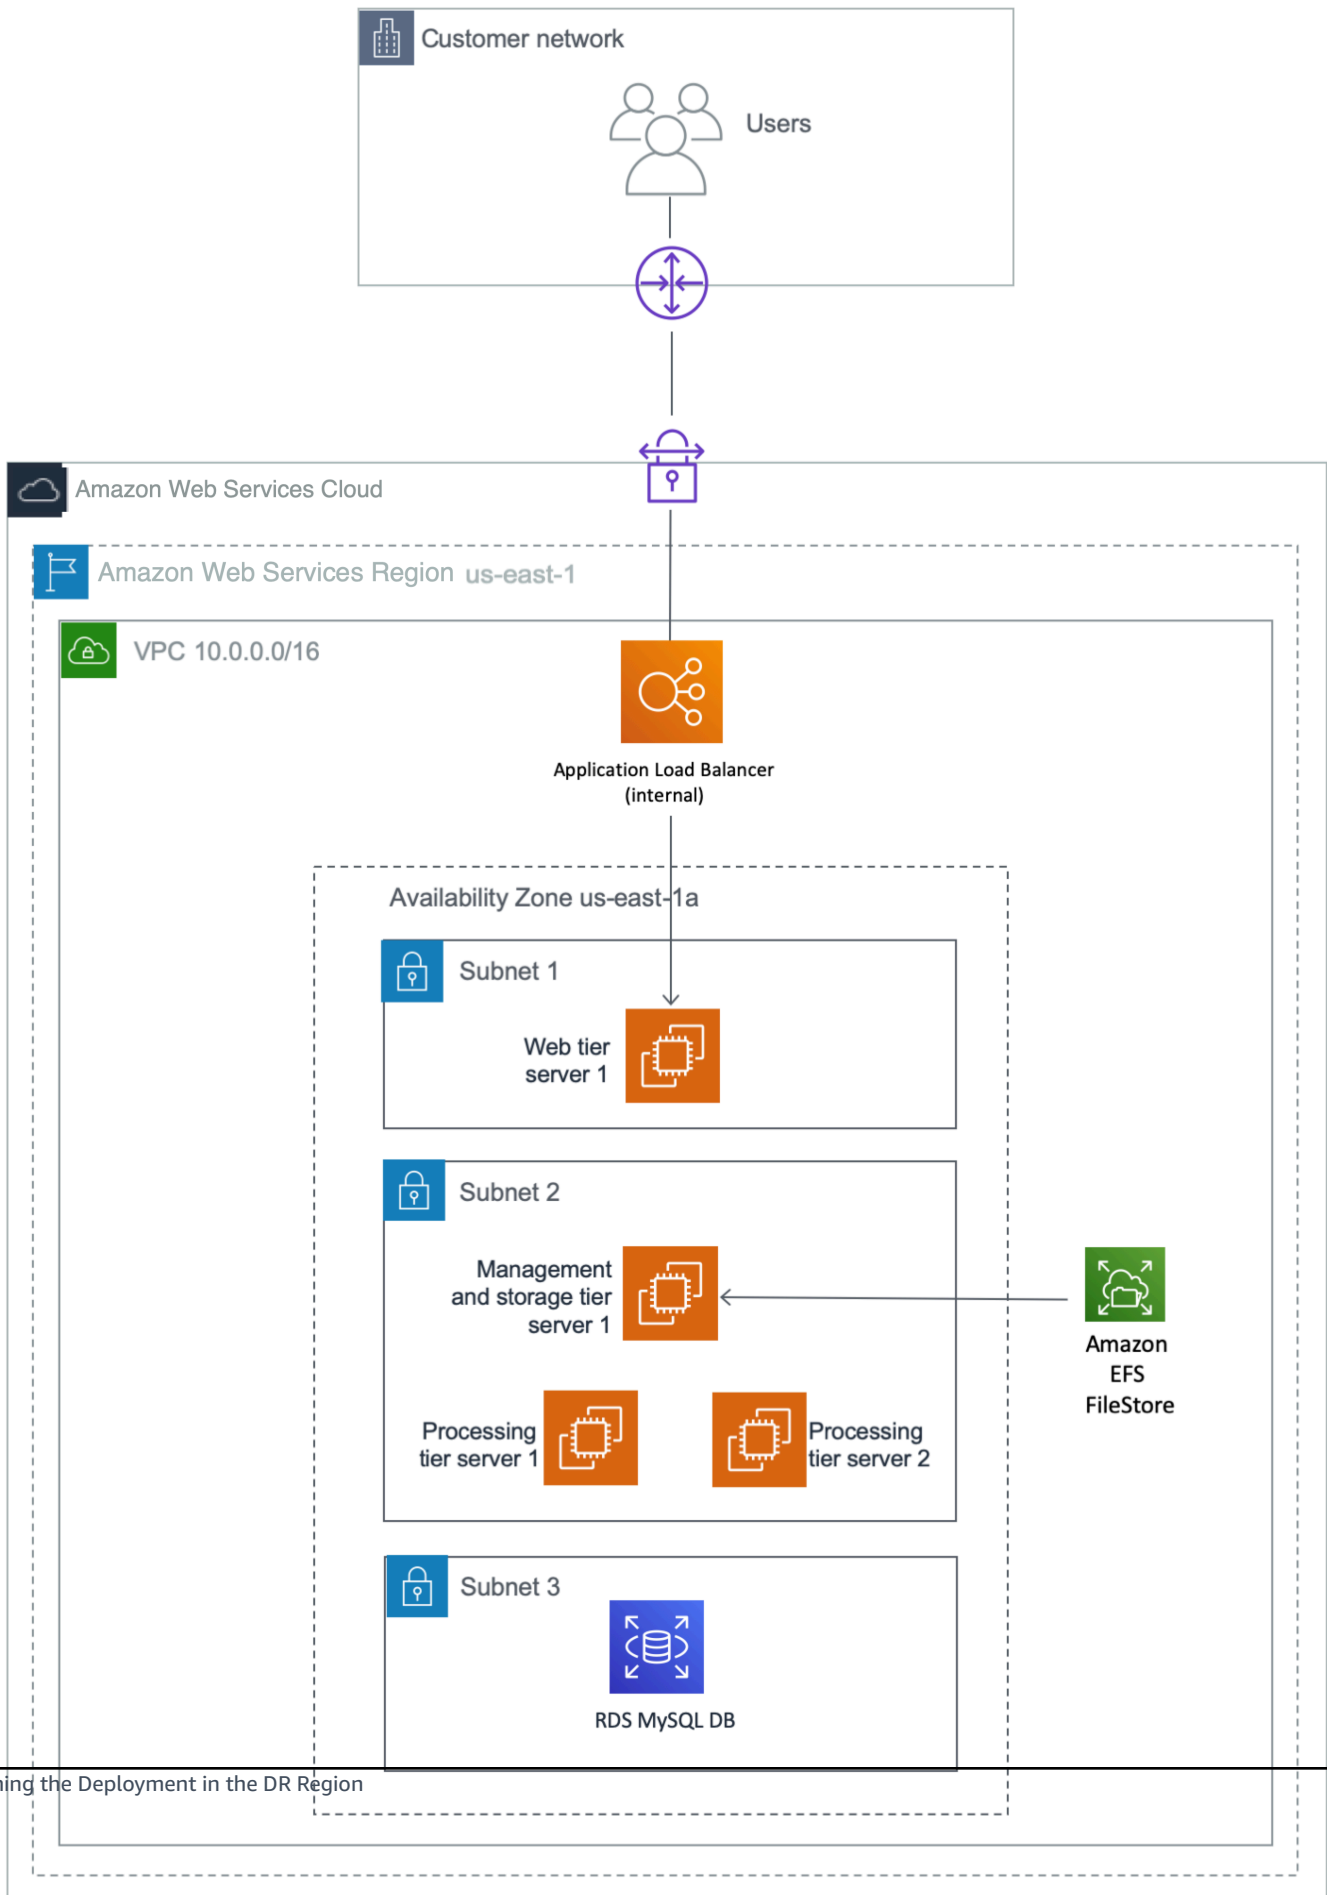 Customer network
Users
Amazon Web Services Cloud
Amazon Web Services Region us-east-1
VPC 10.0.0.0/16
Application Load Balancer
(internal)
Availability Zone us-east-1a
Subnet 1
Web tier
server 1
Subnet 2
Management
and storage tier
server 1
Amazon
EFS
FileStore
Processing
tier server 1
Processing
tier server 2
Subnet 3
RDS MySQL DB
the Deployment in the DR Region